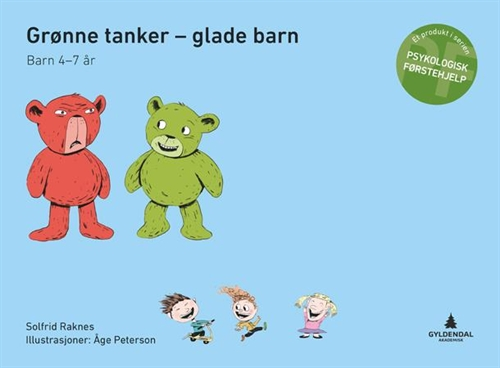 Grønne tanker – glade barn
Barn 4–7 år
Et produkt i serien
PF
PSYKOLOGISK
FØRSTEHJELP
Solfrid Raknes
Illustrasjoner: Åge Peterson
GYLDENDAL
AKADEMISK